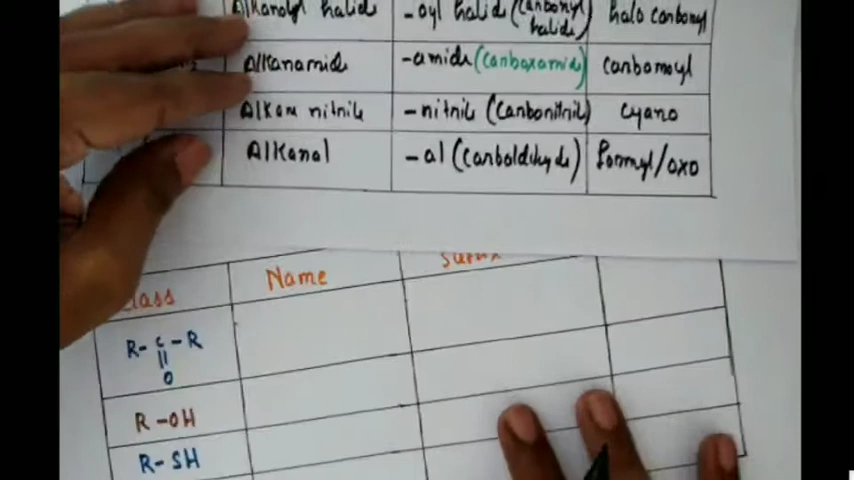 Alkanoyl halide -oyl halide (Carbonyl halide) halo carbonyl
Alkanamide -amide (Carboxamide) Carbamoyl
Alkane nitrile -nitrile (Carbonitrile) Cyano
Alkanal -al (Carbaldehyde) Formyl/oxo
Class Name Suffix
R-C-R
||
O
R-OH
R-SH